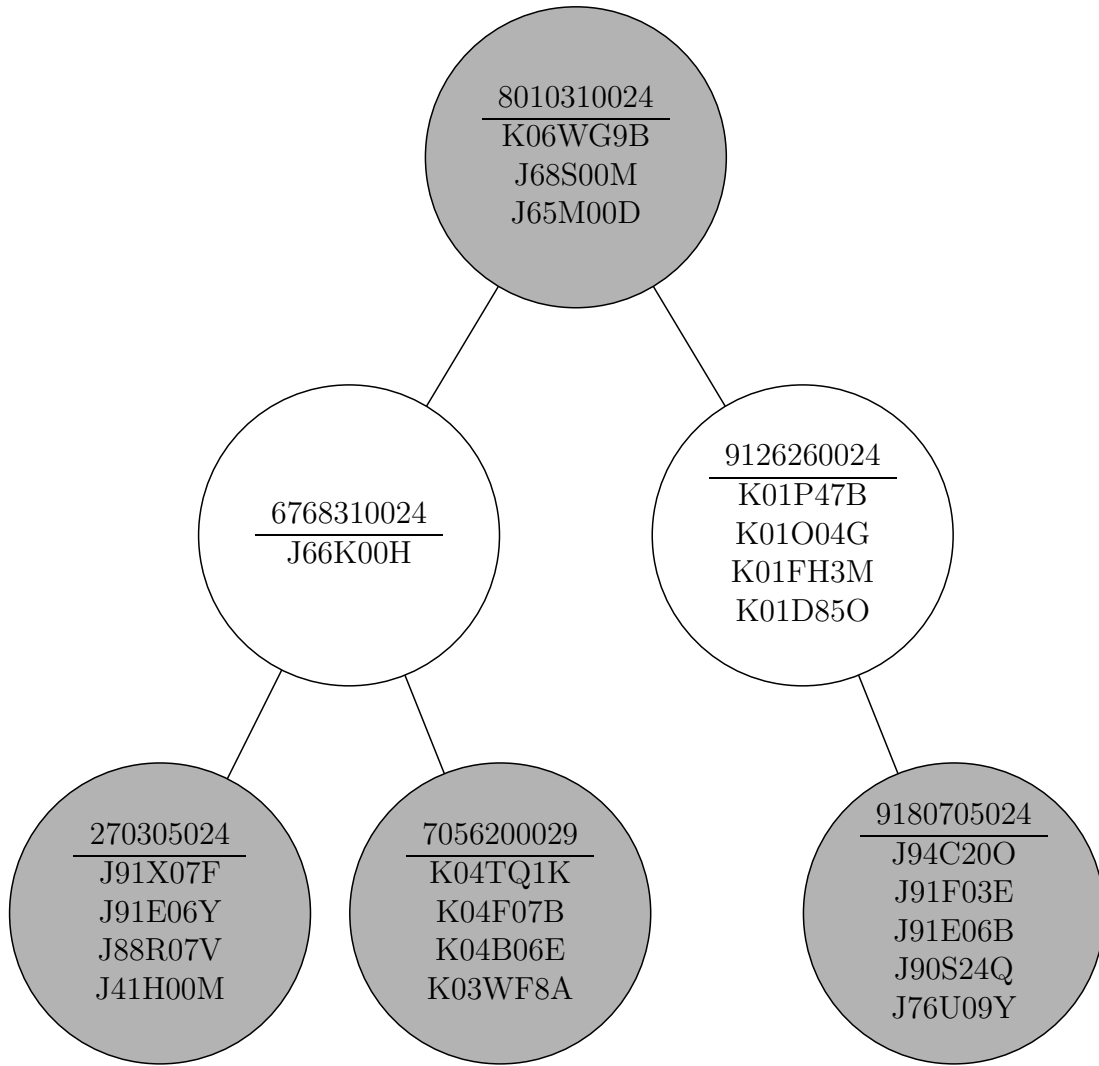 8010310024
K06WG9B
J68S00M
J65M00D
6768310024
J66K00H
9126260024
K01P47B
K01O04G
K01FH3M
K01D85O
270305024
J91X07F
J91E06Y
J88R07V
J41H00M
7056200029
K04TQ1K
K04F07B
K04B06E
K03WF8A
9180705024
J94C20O
J91F03E
J91E06B
J90S24Q
J76U09Y